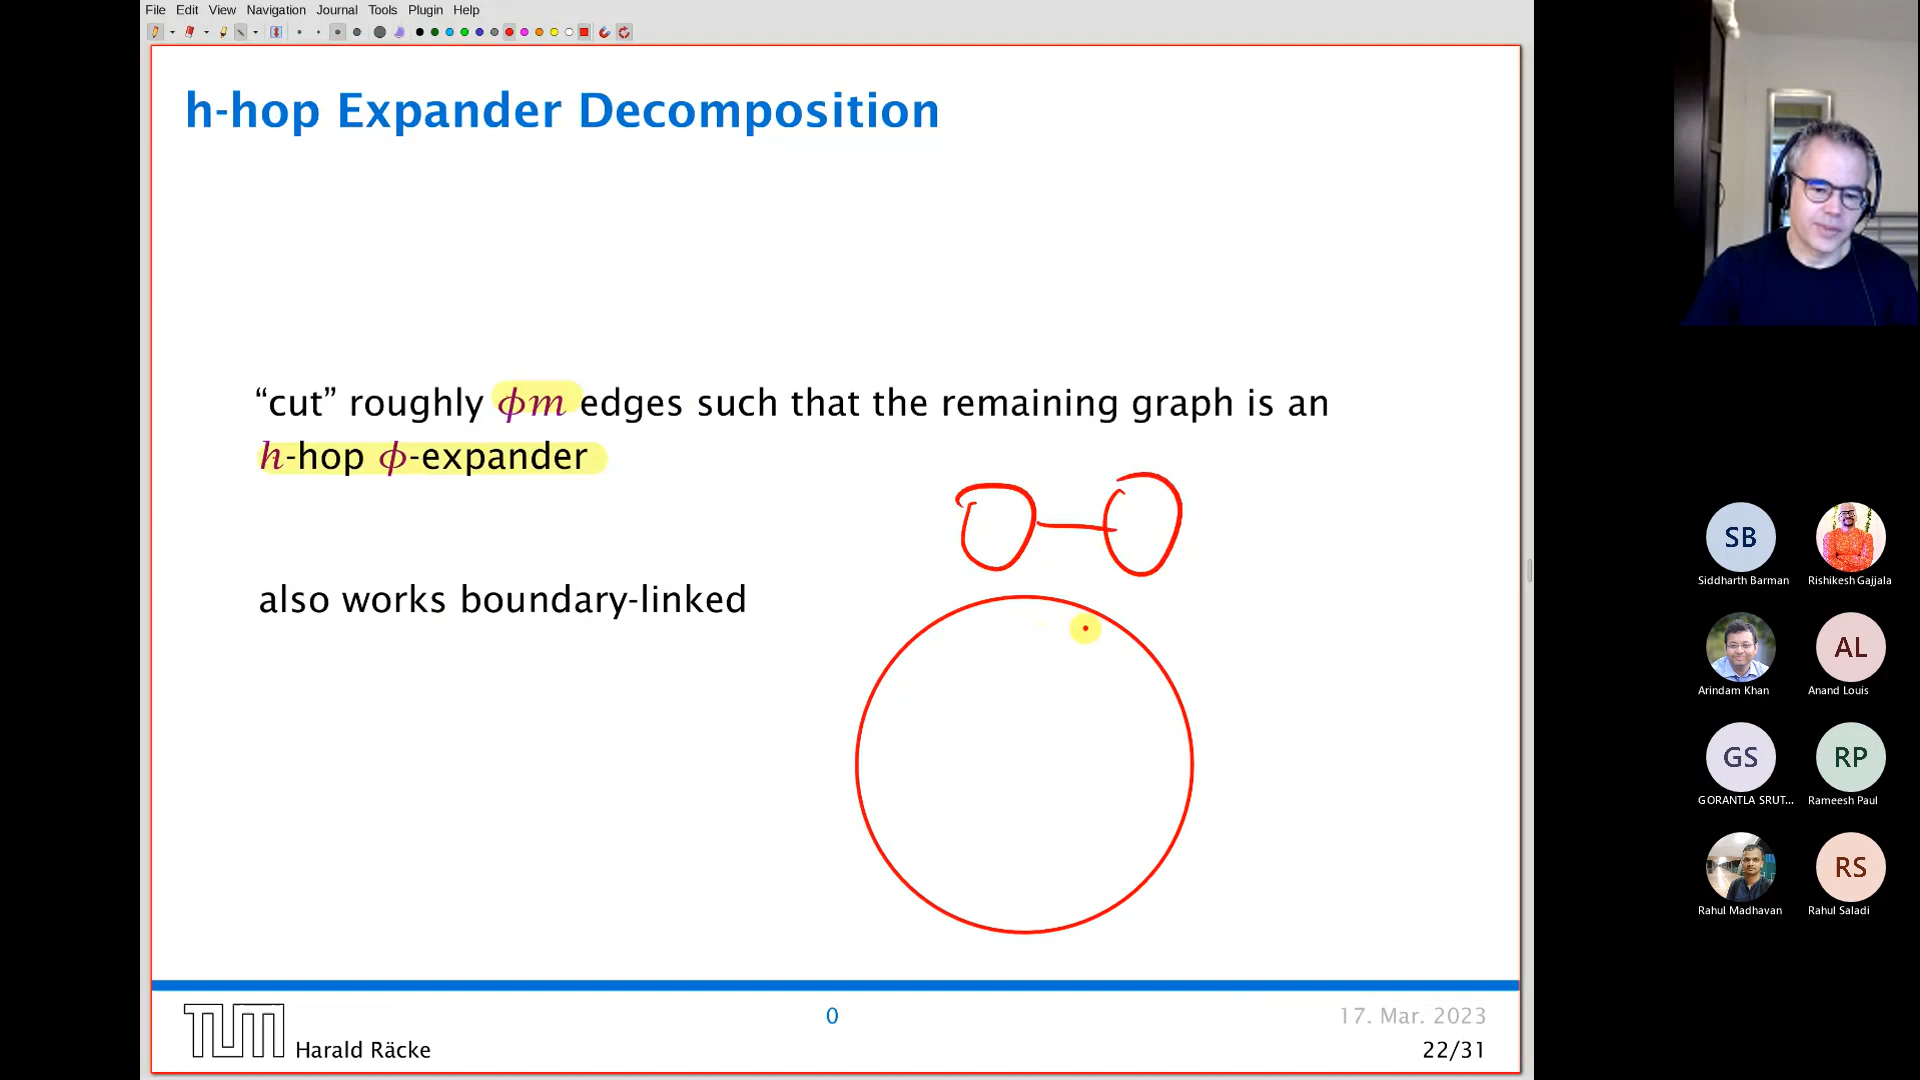 File Edit View Navigation Journal Tools Plugin Help
h-hop Expander Decomposition
“cut” roughly ϕm edges such that the remaining graph is an
h-hop ϕ-expander
also works boundary-linked
SB
Siddharth Barman
Rishikesh Gajjala
AL
Arindam Khan
Anand Louis
GS
RP
GORANTLA SRUT...
Rameesh Paul
RS
Rahul Madhavan
Rahul Saladi
TUM
Harald Räcke
0
17. Mar. 2023
22/31